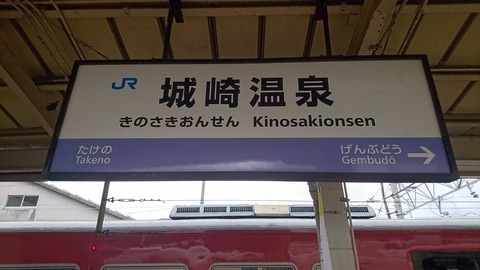 JR 城崎温泉
きのさきおんせん Kinosakionsen
たけの げんぶどう
Takeno Gembudō →